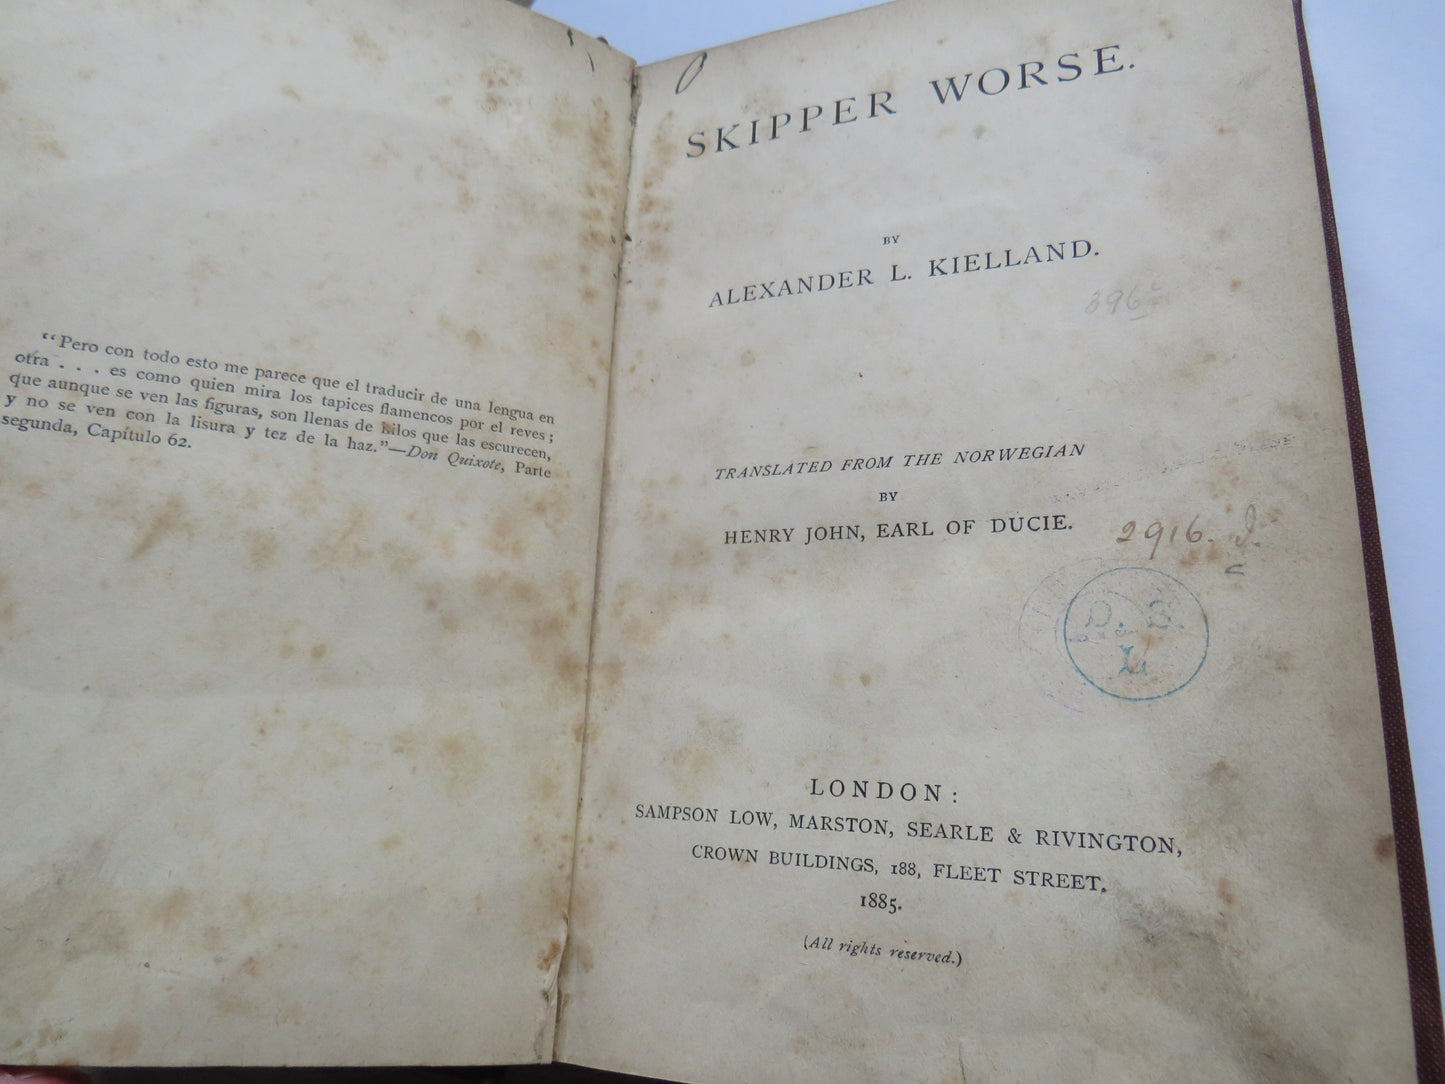 "Pero con todo esto me parece que el traducir de una lengua en
otra . . . es como quien mira los tapices flamencos por el reves;
que aunque se ven las figuras, son llenas de hilos que las escurecen,
y no se ven con la lisura y tez de la haz."—Don Quixote, Parte
segunda, Capítulo 62.
SKIPPER WORSE.
BY
ALEXANDER L. KIELLAND.
396
TRANSLATED FROM THE NORWEGIAN
BY
HENRY JOHN, EARL OF DUCIE.
2916.
D. S.
L
LONDON:
SAMPSON LOW, MARSTON, SEARLE & RIVINGTON,
CROWN BUILDINGS, 188, FLEET STREET.
1885.
(All rights reserved.)